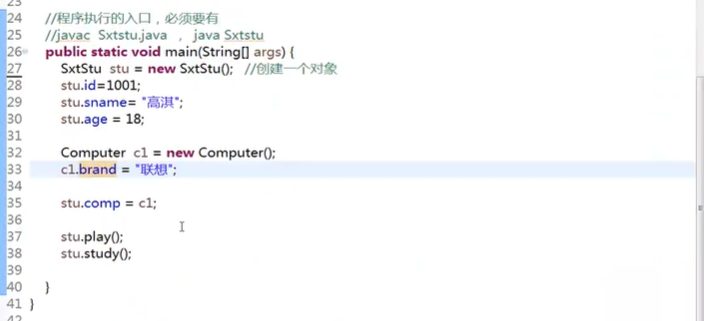 23
24 //程序执行的入口，必须要有
25 //javac Sxtstu.java ， java Sxtstu
26 public static void main(String[] args) {
27 SxtStu stu = new SxtStu(); //创建一个对象
28 stu.id=1001;
29 stu.sname= "高淇";
30 stu.age = 18;
31
32 Computer c1 = new Computer();
33 c1.brand = "联想";
34
35 stu.comp = c1;
36
37 stu.play();
38 stu.study();
39
40 }
41 }
42